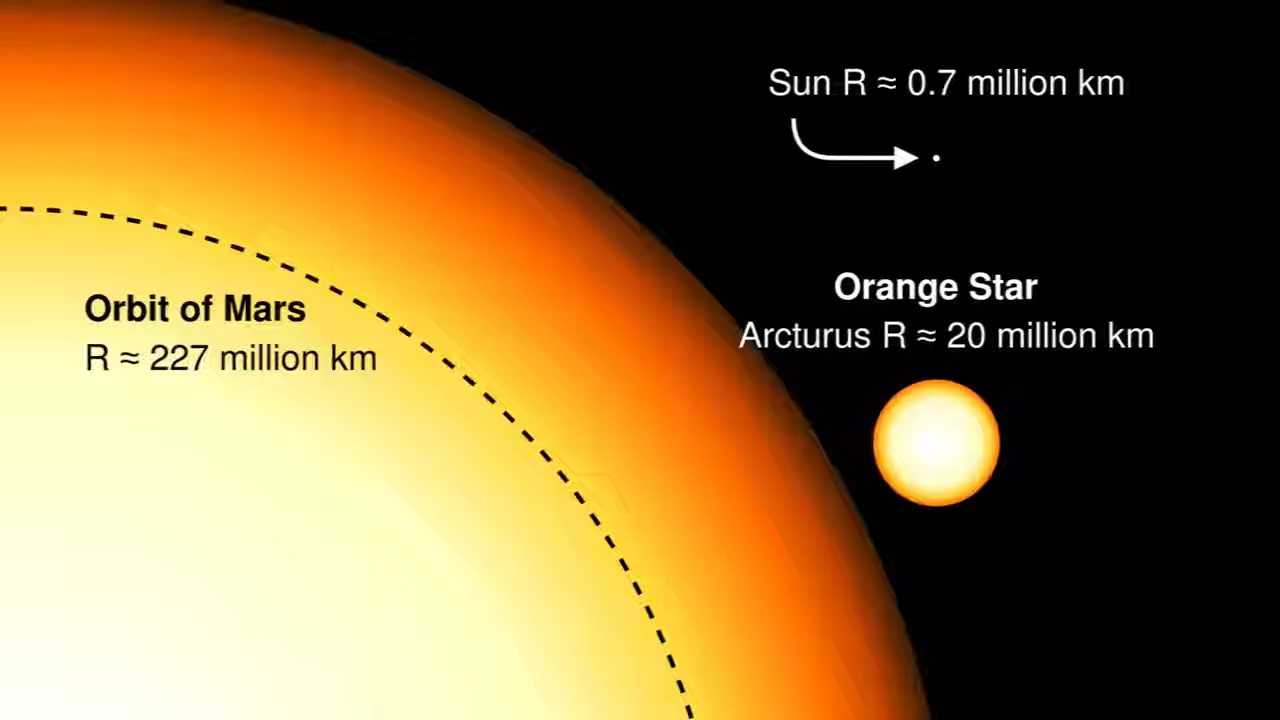 Sun R ≈ 0.7 million km
Orange Star
Arcturus R ≈ 20 million km
Orbit of Mars
R ≈ 227 million km